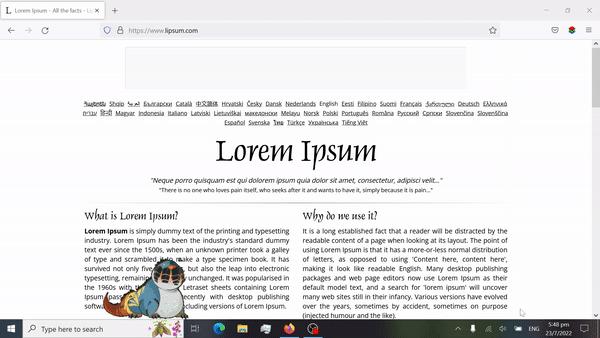 Lorem Ipsum - All the facts - Lip
https://www.lipsum.com
Հայերեն Shqip العربية Български Català 中文简体 Hrvatski Česky Dansk Nederlands English Eesti Filipino Suomi Français ქართული Deutsch Ελληνικά
עברית हिन्दी Magyar Indonesia Italiano Latviski Lietuviškai македонски Melayu Norsk Polski Português Româna Русский Српски Slovenčina Slovenščina
Español Svenska ไทย Türkçe Українська Tiếng Việt
Lorem Ipsum
"Neque porro quisquam est qui dolorem ipsum quia dolor sit amet, consectetur, adipisci velit..."
"There is no one who loves pain itself, who seeks after it and wants to have it, simply because it is pain..."
What is Lorem Ipsum?
Lorem Ipsum is simply dummy text of the printing and typesetting
industry. Lorem Ipsum has been the industry's standard dummy
text ever since the 1500s, when an unknown printer took a galley
of type and scrambled it to make a type specimen book. It has
survived not only five but also the leap into electronic
typesetting, remaining unchanged. It was popularised in
the 1960s with Letraset sheets containing Lorem
Ipsum pass recently with desktop publishing
software including versions of Lorem Ipsum.
Why do we use it?
It is a long established fact that a reader will be distracted by the
readable content of a page when looking at its layout. The point of
using Lorem Ipsum is that it has a more-or-less normal distribution
of letters, as opposed to using 'Content here, content here',
making it look like readable English. Many desktop publishing
packages and web page editors now use Lorem Ipsum as their
default model text, and a search for 'lorem ipsum' will uncover
many web sites still in their infancy. Various versions have evolved
over the years, sometimes by accident, sometimes on purpose
(injected humour and the like).
Type here to search
ENG
5:48 pm
23/7/2022